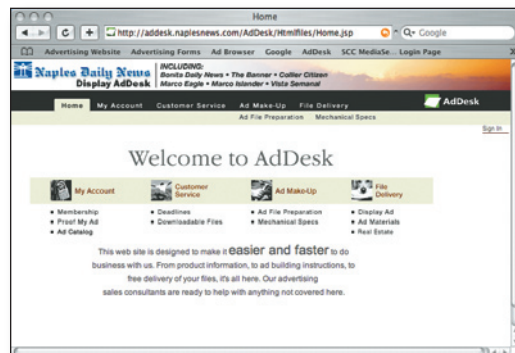 Home
http://addesk.naplesnews.com/AdDesk/Htmlfiles/Home.jsp
Google
Advertising Website Advertising Forms Ad Browser Google AdDesk SCC MediaSe... Login Page
Naples Daily News
Display AdDesk
INCLUDING:
Bonita Daily News • The Banner • Collier Citizen
Marco Eagle • Marco Islander • Vista Semanal
Home My Account Customer Service Ad Make-Up File Delivery
AdDesk
Ad File Preparation Mechanical Specs
Sign In
Welcome to AdDesk
My Account
Customer Service
Ad Make-Up
File Delivery
Membership
Proof My Ad
Ad Catalog
Deadlines
Downloadable Files
Ad File Preparation
Mechanical Specs
Display Ad
Ad Materials
Real Estate
This web site is designed to make it easier and faster to do
business with us. From product information, to ad building instructions, to
free delivery of your files, it's all here. Our advertising
sales consultants are ready to help with anything not covered here.